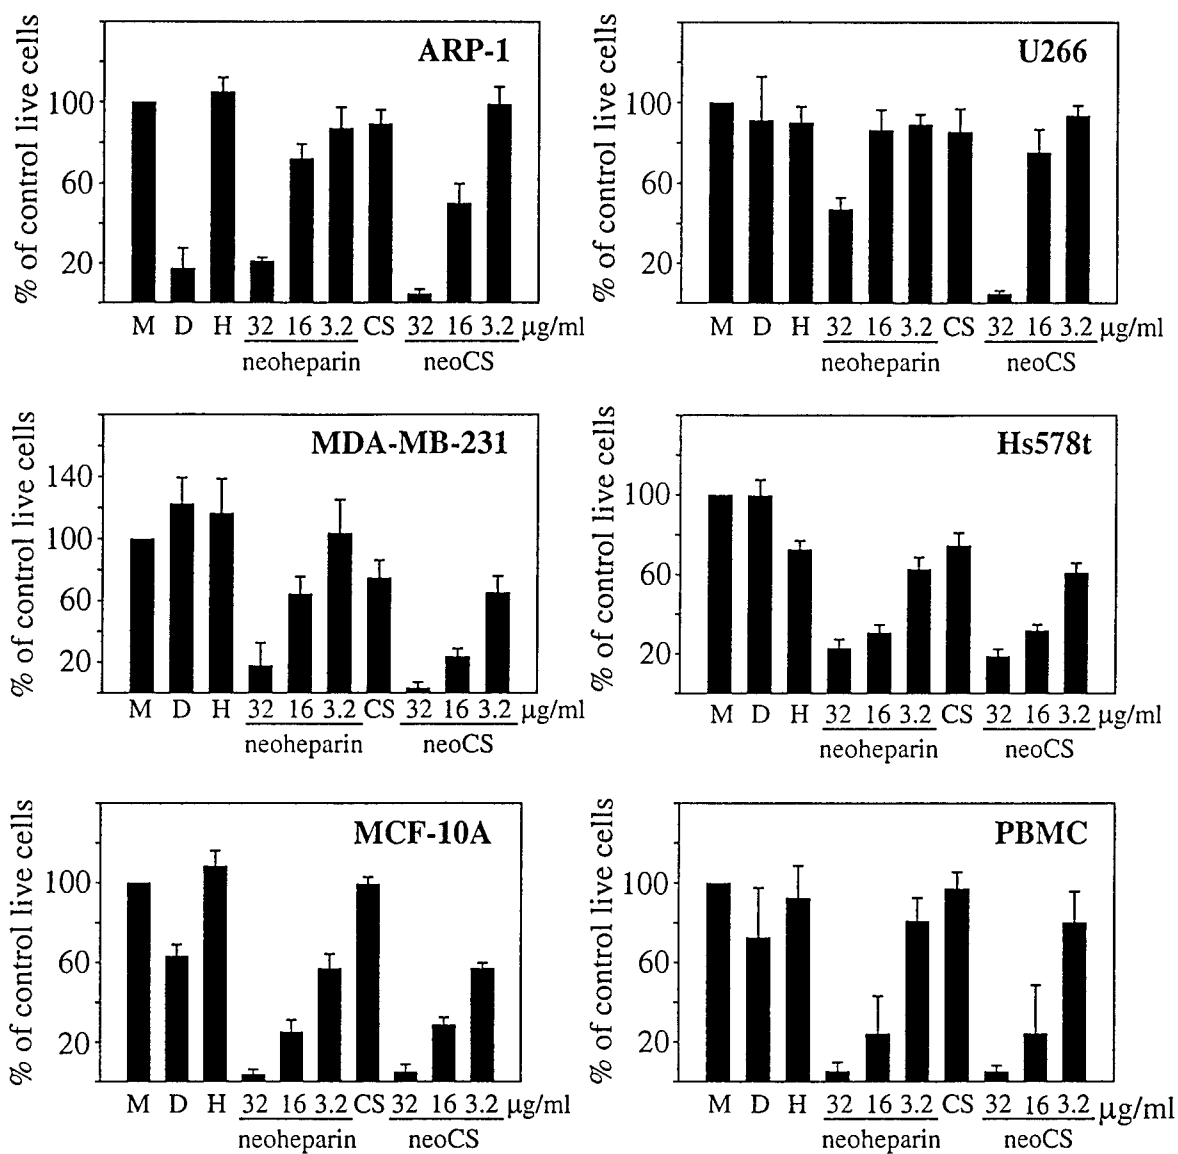 ARP-1
% of control live cells
100
60
20
M D H 32 16 3.2 CS 32 16 3.2 µg/ml
neoheparin neoCS
U266
% of control live cells
100
60
20
M D H 32 16 3.2 CS 32 16 3.2 µg/ml
neoheparin neoCS
MDA-MB-231
% of control live cells
140
100
60
20
M D H 32 16 3.2 CS 32 16 3.2 µg/ml
neoheparin neoCS
Hs578t
% of control live cells
100
60
20
M D H 32 16 3.2 CS 32 16 3.2 µg/ml
neoheparin neoCS
MCF-10A
% of control live cells
100
60
20
M D H 32 16 3.2 CS 32 16 3.2 µg/ml
neoheparin neoCS
PBMC
% of control live cells
100
60
20
M D H 32 16 3.2 CS 32 16 3.2 µg/ml
neoheparin neoCS